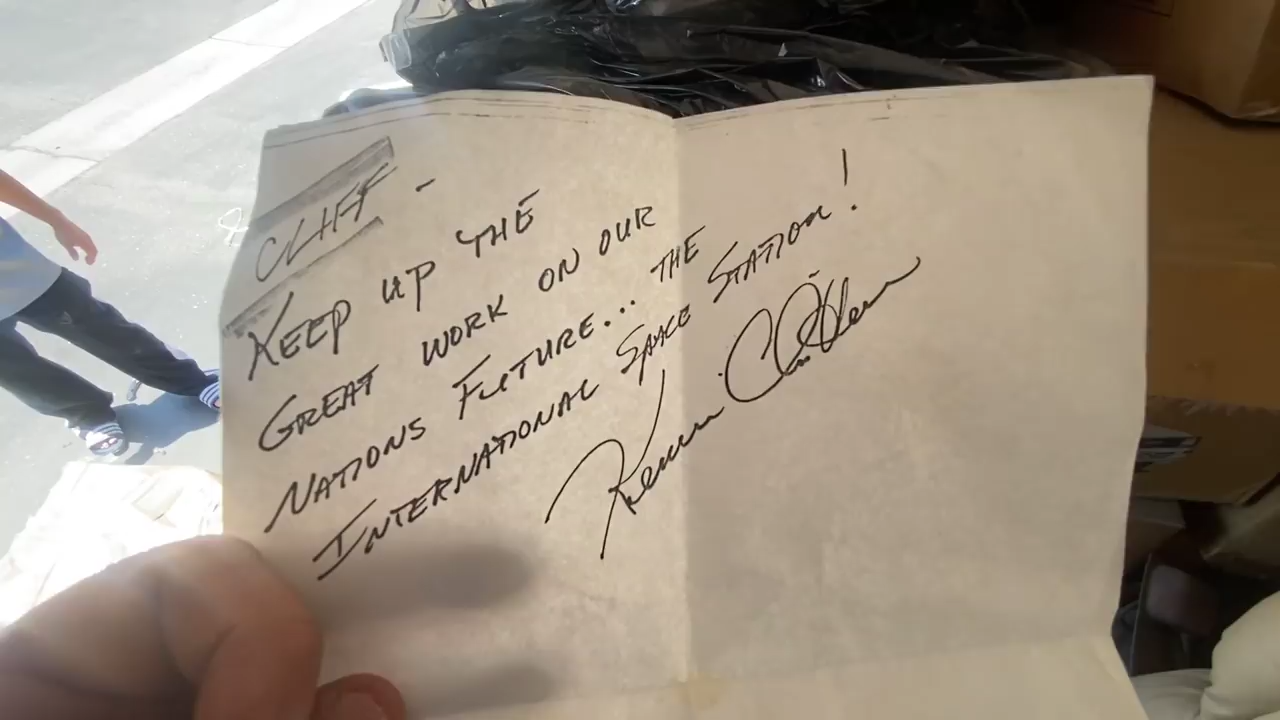 CLIFF -
KEEP UP THE
GREAT WORK ON OUR
NATIONS FUTURE... THE
INTERNATIONAL SPACE STATION!